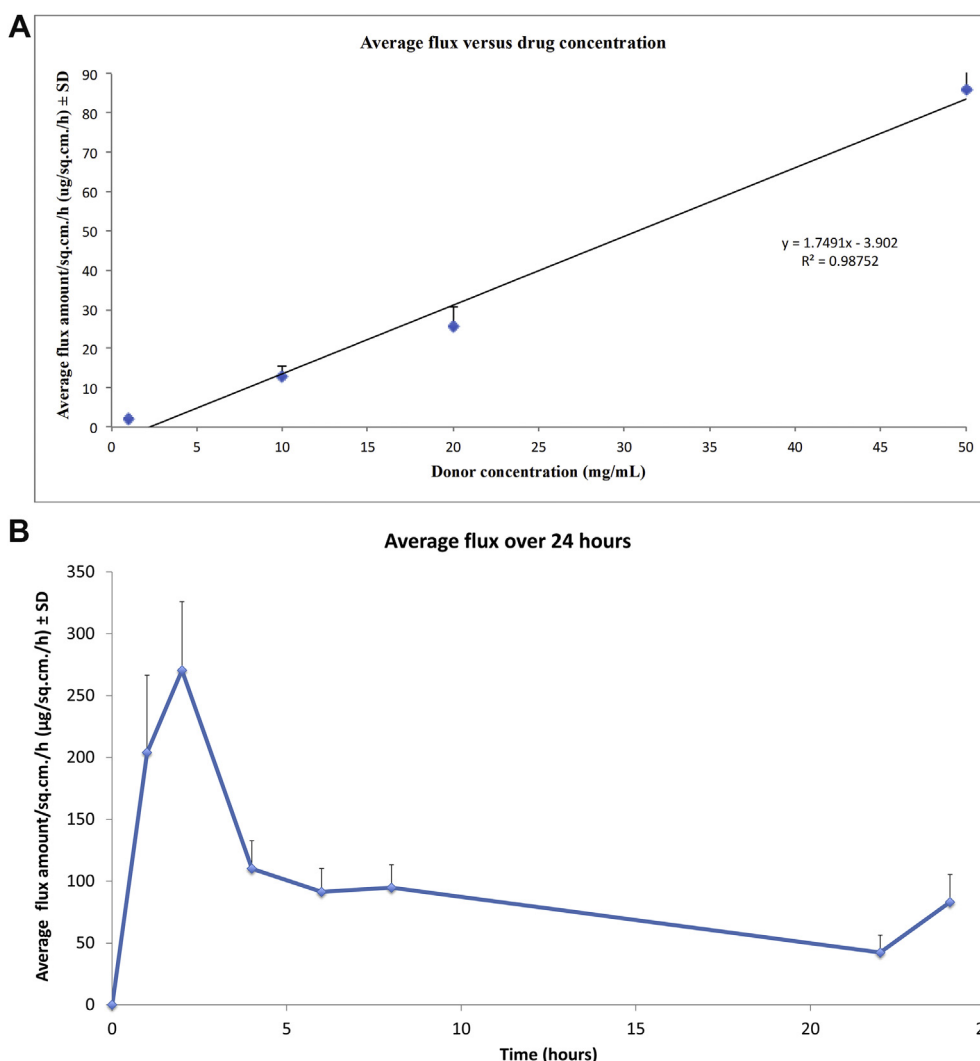 A
Average flux versus drug concentration
Average flux amount/sq.cm./h (ug/sq.cm./h) ± SD
90
80
70
60
50
40
30
20
10
0
y = 1.7491x - 3.902
R² = 0.98752
0 5 10 15 20 25 30 35 40 45 50
Donor concentration (mg/mL)
B
Average flux over 24 hours
Average flux amount/sq.cm./h (µg/sq.cm./h) ± SD
350
300
250
200
150
100
50
0
0 5 10 15 20
Time (hours)